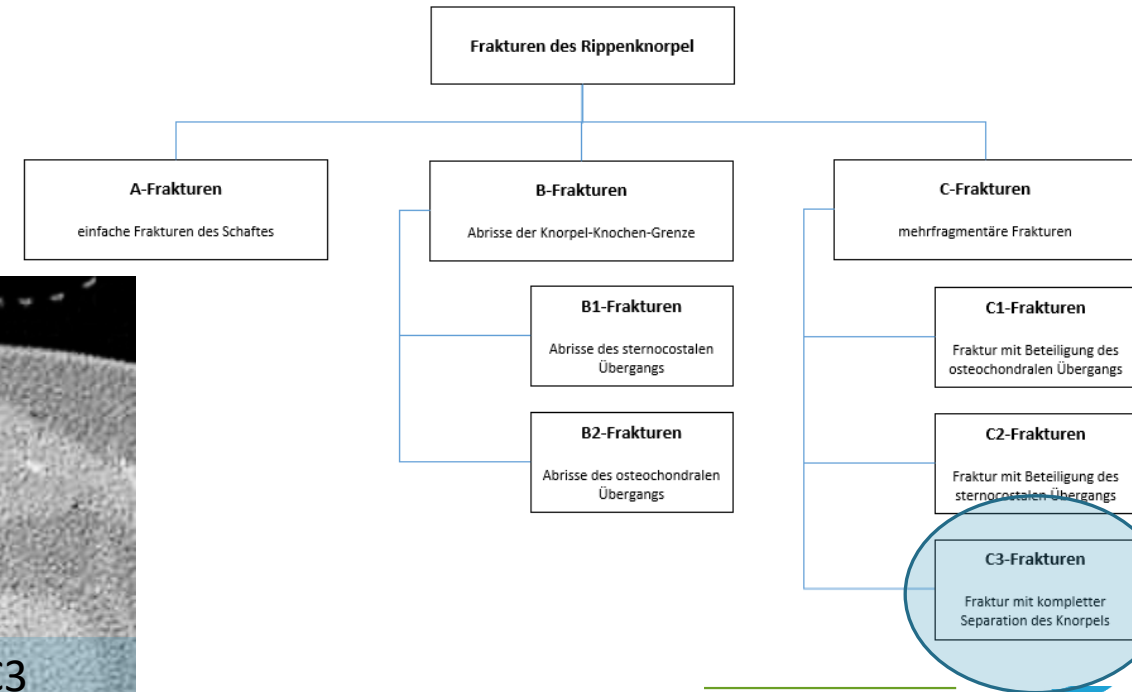 Frakturen des Rippenknorpel
A-Frakturen
einfache Frakturen des Schaftes
B-Frakturen
Abrisse der Knorpel-Knochen-Grenze
B1-Frakturen
Abrisse des sternocostalen
Übergangs
B2-Frakturen
Abrisse des osteochondralen
Übergangs
C-Frakturen
mehrfragmentäre Frakturen
C1-Frakturen
Fraktur mit Beteiligung des
osteochondralen Übergangs
C2-Frakturen
Fraktur mit Beteiligung des
sternocostalen Übergangs
C3-Frakturen
Fraktur mit kompletter
Separation des Knorpels
C3